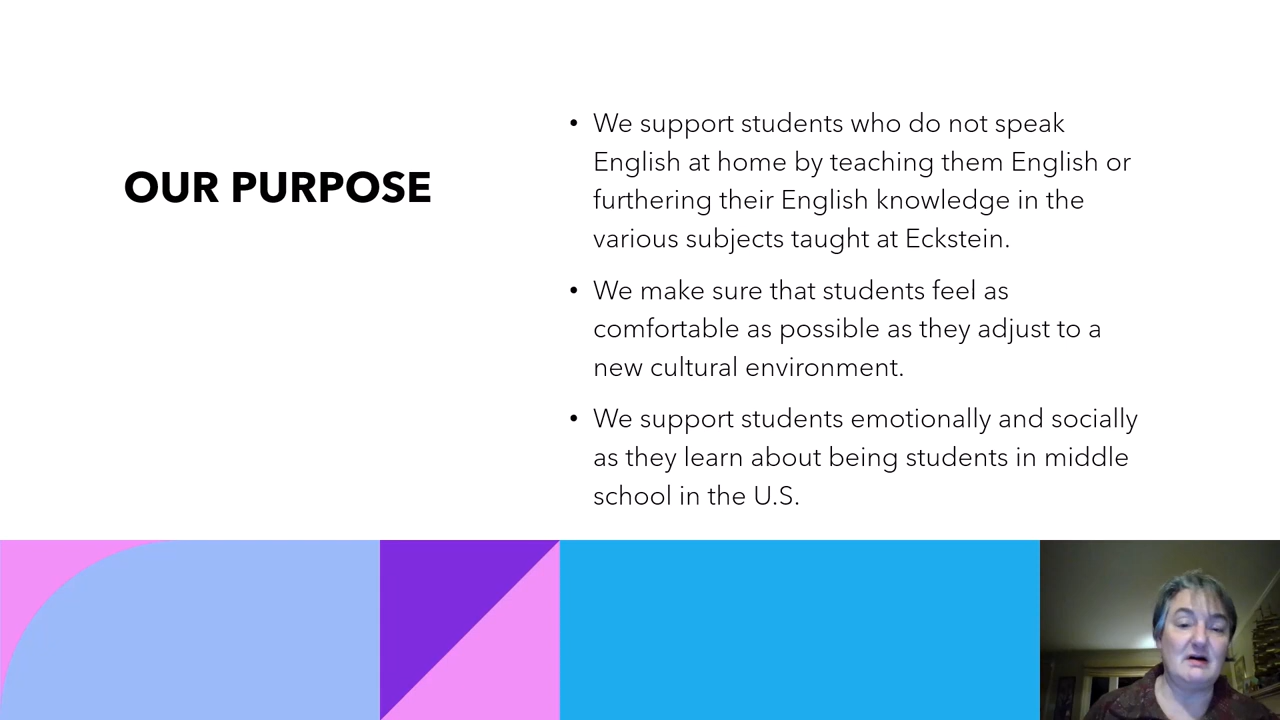 OUR PURPOSE
• We support students who do not speak
English at home by teaching them English or
furthering their English knowledge in the
various subjects taught at Eckstein.
• We make sure that students feel as
comfortable as possible as they adjust to a
new cultural environment.
• We support students emotionally and socially
as they learn about being students in middle
school in the U.S.